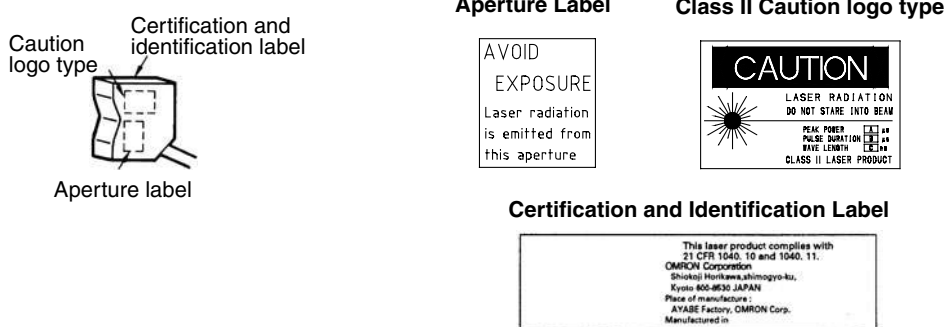 Aperture Label
Class II Caution logo type
Certification and
identification label
Caution
logo type
Aperture label
AVOID
EXPOSURE
Laser radiation
is emitted from
this aperture
CAUTION
LASER RADIATION
DO NOT STARE INTO BEAM
PEAK POWER A μW
PULSE DURATION B μs
WAVE LENGTH C nm
CLASS II LASER PRODUCT
Certification and Identification Label
This laser product complies with
21 CFR 1040. 10 and 1040. 11.
OMRON Corporation
Shiokoji Horikawa,shimogyo-ku,
Kyoto 600-8530 JAPAN
Place of manufacture :
AYABE Factory, OMRON Corp.
Manufactured in